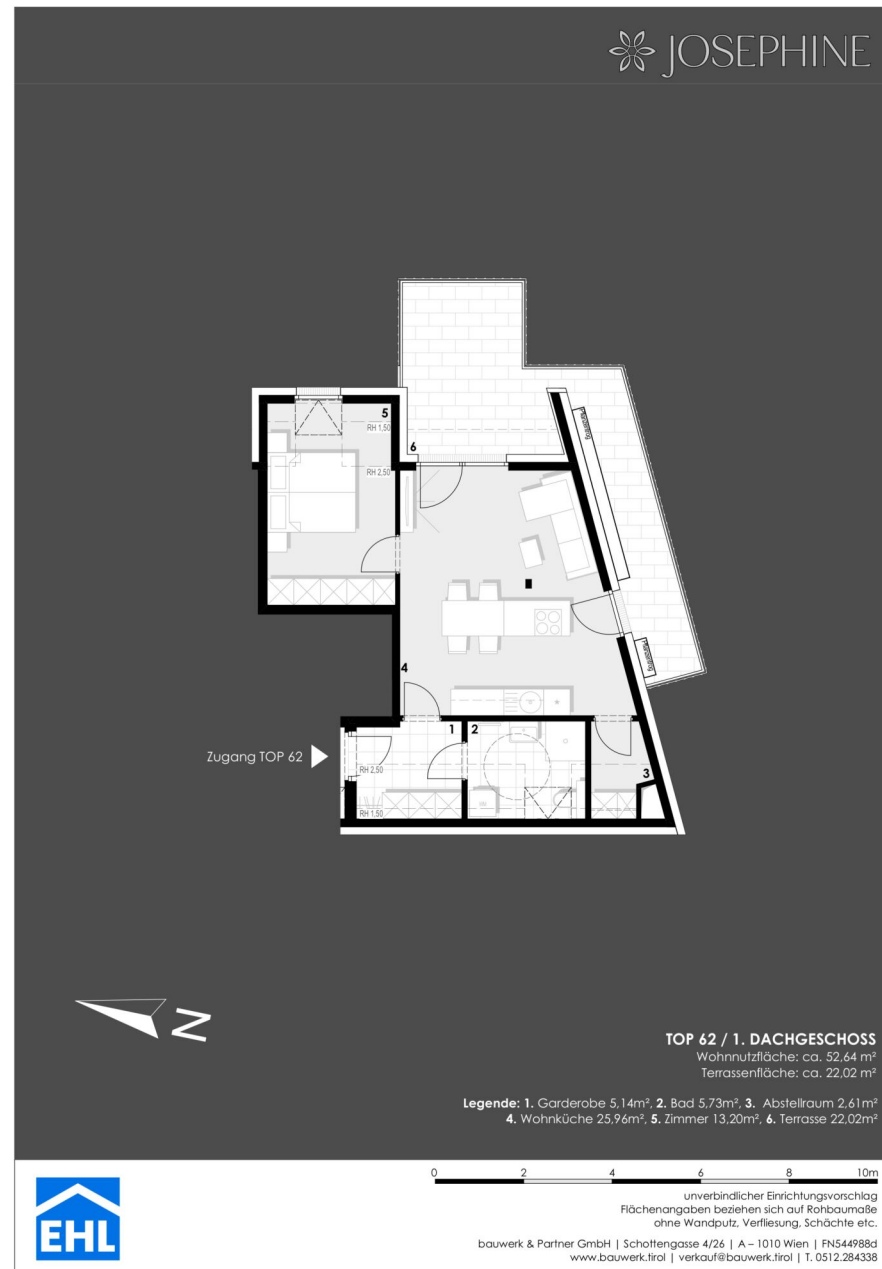 JOSEPHINE
5
RH 1,50
6
RH 2,50
Pflanztrog
4
Pflanztrog
1
2
Zugang TOP 62
RH 2,50
3
RH 1,50
N
TOP 62 / 1. DACHGESCHOSS
Wohnnutzfläche: ca. 52,64 m²
Terrassenfläche: ca. 22,02 m²
Legende: 1. Garderobe 5,14m², 2. Bad 5,73m², 3. Abstellraum 2,61m²
4. Wohnküche 25,96m², 5. Zimmer 13,20m², 6. Terrasse 22,02m²
0 2 4 6 8 10m
unverbindlicher Einrichtungsvorschlag
Flächenangaben beziehen sich auf Rohbaumaße
ohne Wandputz, Verfliesung, Schächte etc.
EHL
bauwerk & Partner GmbH | Schottengasse 4/26 | A – 1010 Wien | FN544988d
www.bauwerk.tirol | verkauf@bauwerk.tirol | T. 0512.284338